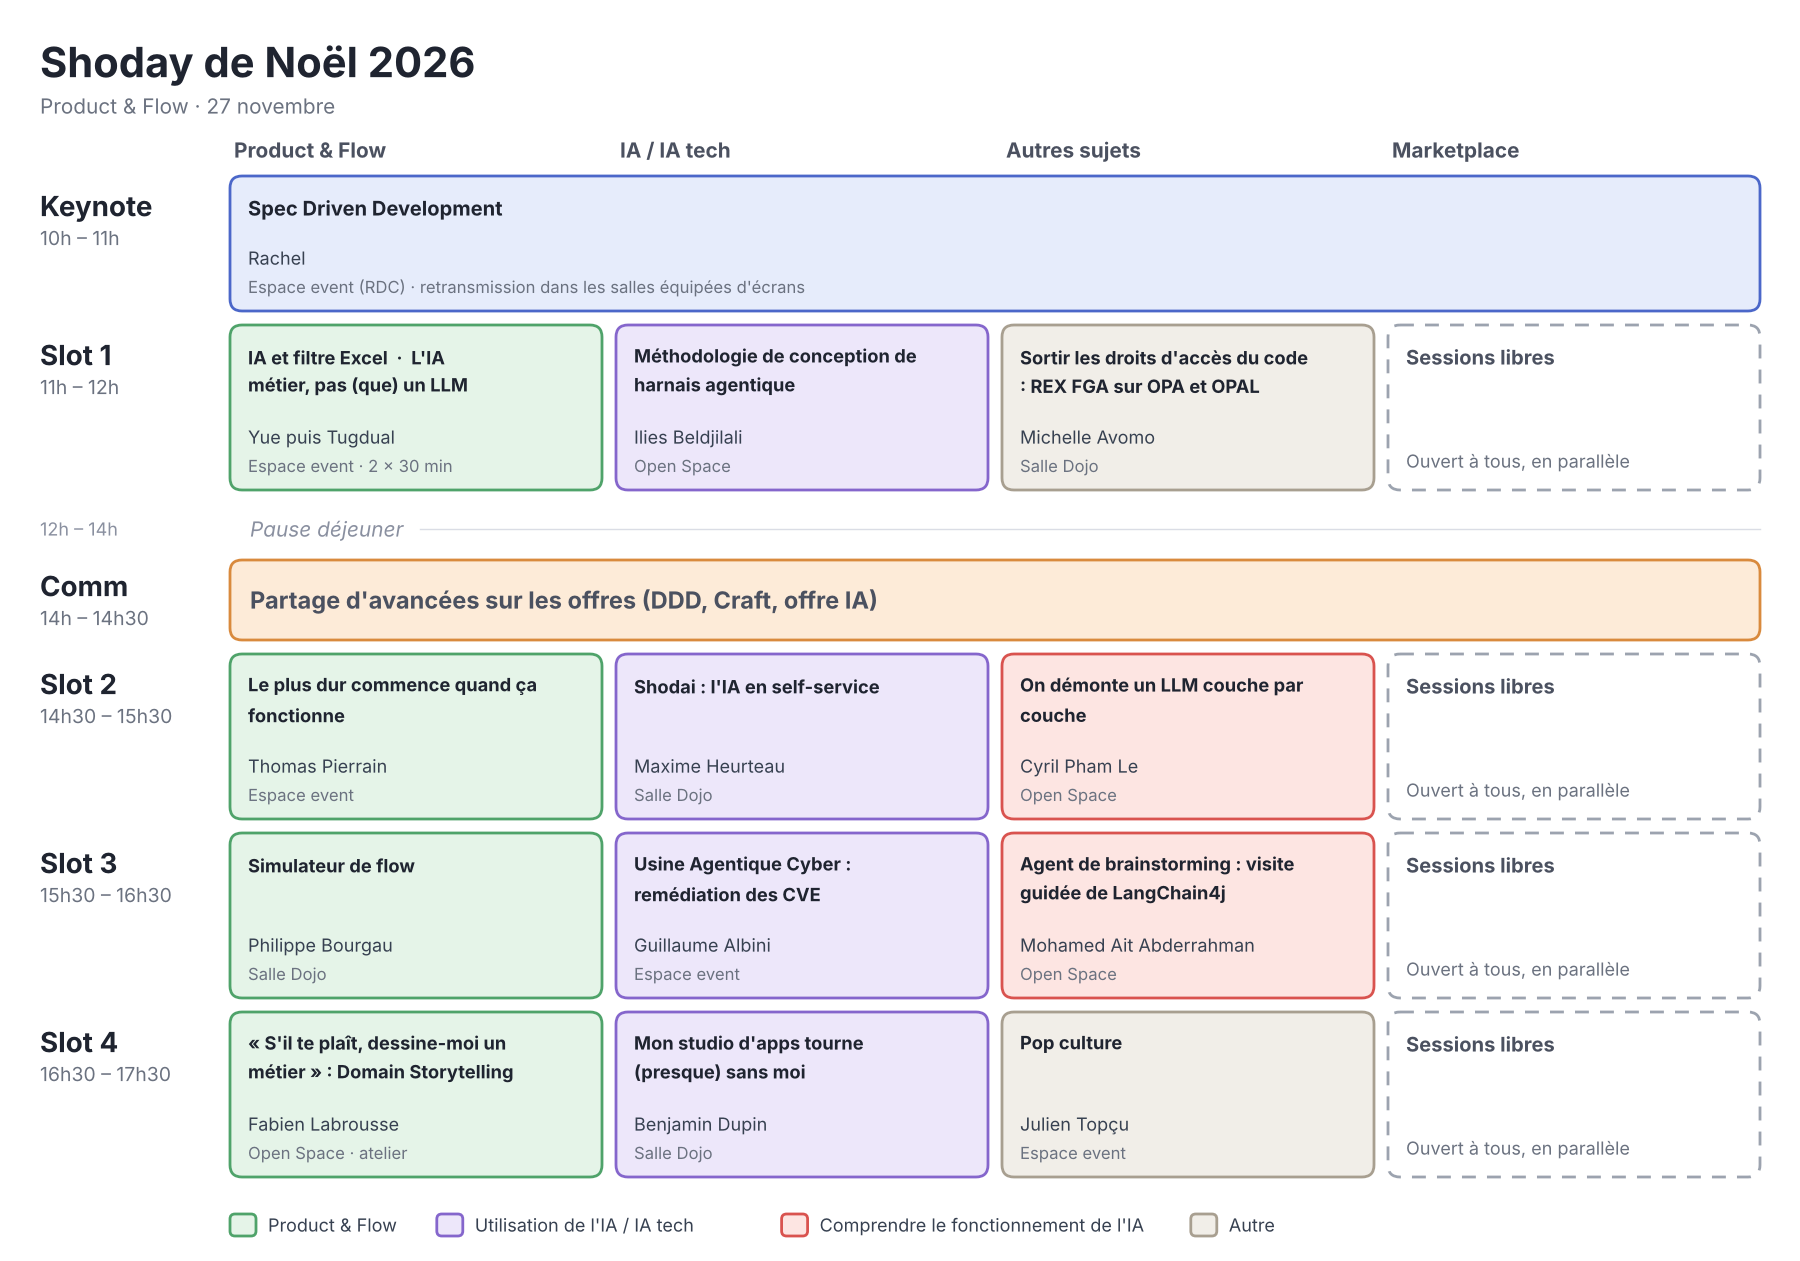 Shoday de Noël 2026
Product & Flow · 27 novembre
Product & Flow
IA / IA tech
Autres sujets
Marketplace
Keynote
10h – 11h
Spec Driven Development
Rachel
Espace event (RDC) · retransmission dans les salles équipées d'écrans
Slot 1
11h – 12h
IA et filtre Excel · L'IA
métier, pas (que) un LLM
Yue puis Tugdual
Espace event · 2 × 30 min
Méthodologie de conception de
harnais agentique
Ilies Beldjilali
Open Space
Sortir les droits d'accès du code
: REX FGA sur OPA et OPAL
Michelle Avomo
Salle Dojo
Sessions libres
Ouvert à tous, en parallèle
12h – 14h
Pause déjeuner
Comm
14h – 14h30
Partage d'avancées sur les offres (DDD, Craft, offre IA)
Slot 2
14h30 – 15h30
Le plus dur commence quand ça
fonctionne
Thomas Pierrain
Espace event
Shodai : l'IA en self-service
Maxime Heurteau
Salle Dojo
On démonte un LLM couche par
couche
Cyril Pham Le
Open Space
Sessions libres
Ouvert à tous, en parallèle
Slot 3
15h30 – 16h30
Simulateur de flow
Philippe Bourgau
Salle Dojo
Usine Agentique Cyber :
remédiation des CVE
Guillaume Albini
Espace event
Agent de brainstorming : visite
guidée de LangChain4j
Mohamed Ait Abderrahman
Open Space
Sessions libres
Ouvert à tous, en parallèle
Slot 4
16h30 – 17h30
« S'il te plaît, dessine-moi un
métier » : Domain Storytelling
Fabien Labrousse
Open Space · atelier
Mon studio d'apps tourne
(presque) sans moi
Benjamin Dupin
Salle Dojo
Pop culture
Julien Topçu
Espace event
Sessions libres
Ouvert à tous, en parallèle
Product & Flow
Utilisation de l'IA / IA tech
Comprendre le fonctionnement de l'IA
Autre